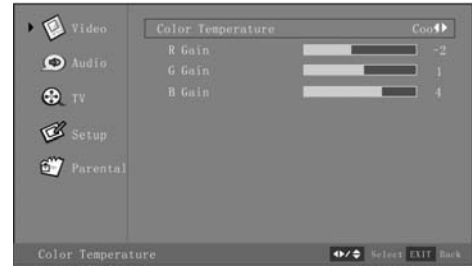 Video
Audio
TV
Setup
Parental
Color Temperature Coo
R Gain -2
G Gain 1
B Gain 4
Color Temperature
Select EXIT Back